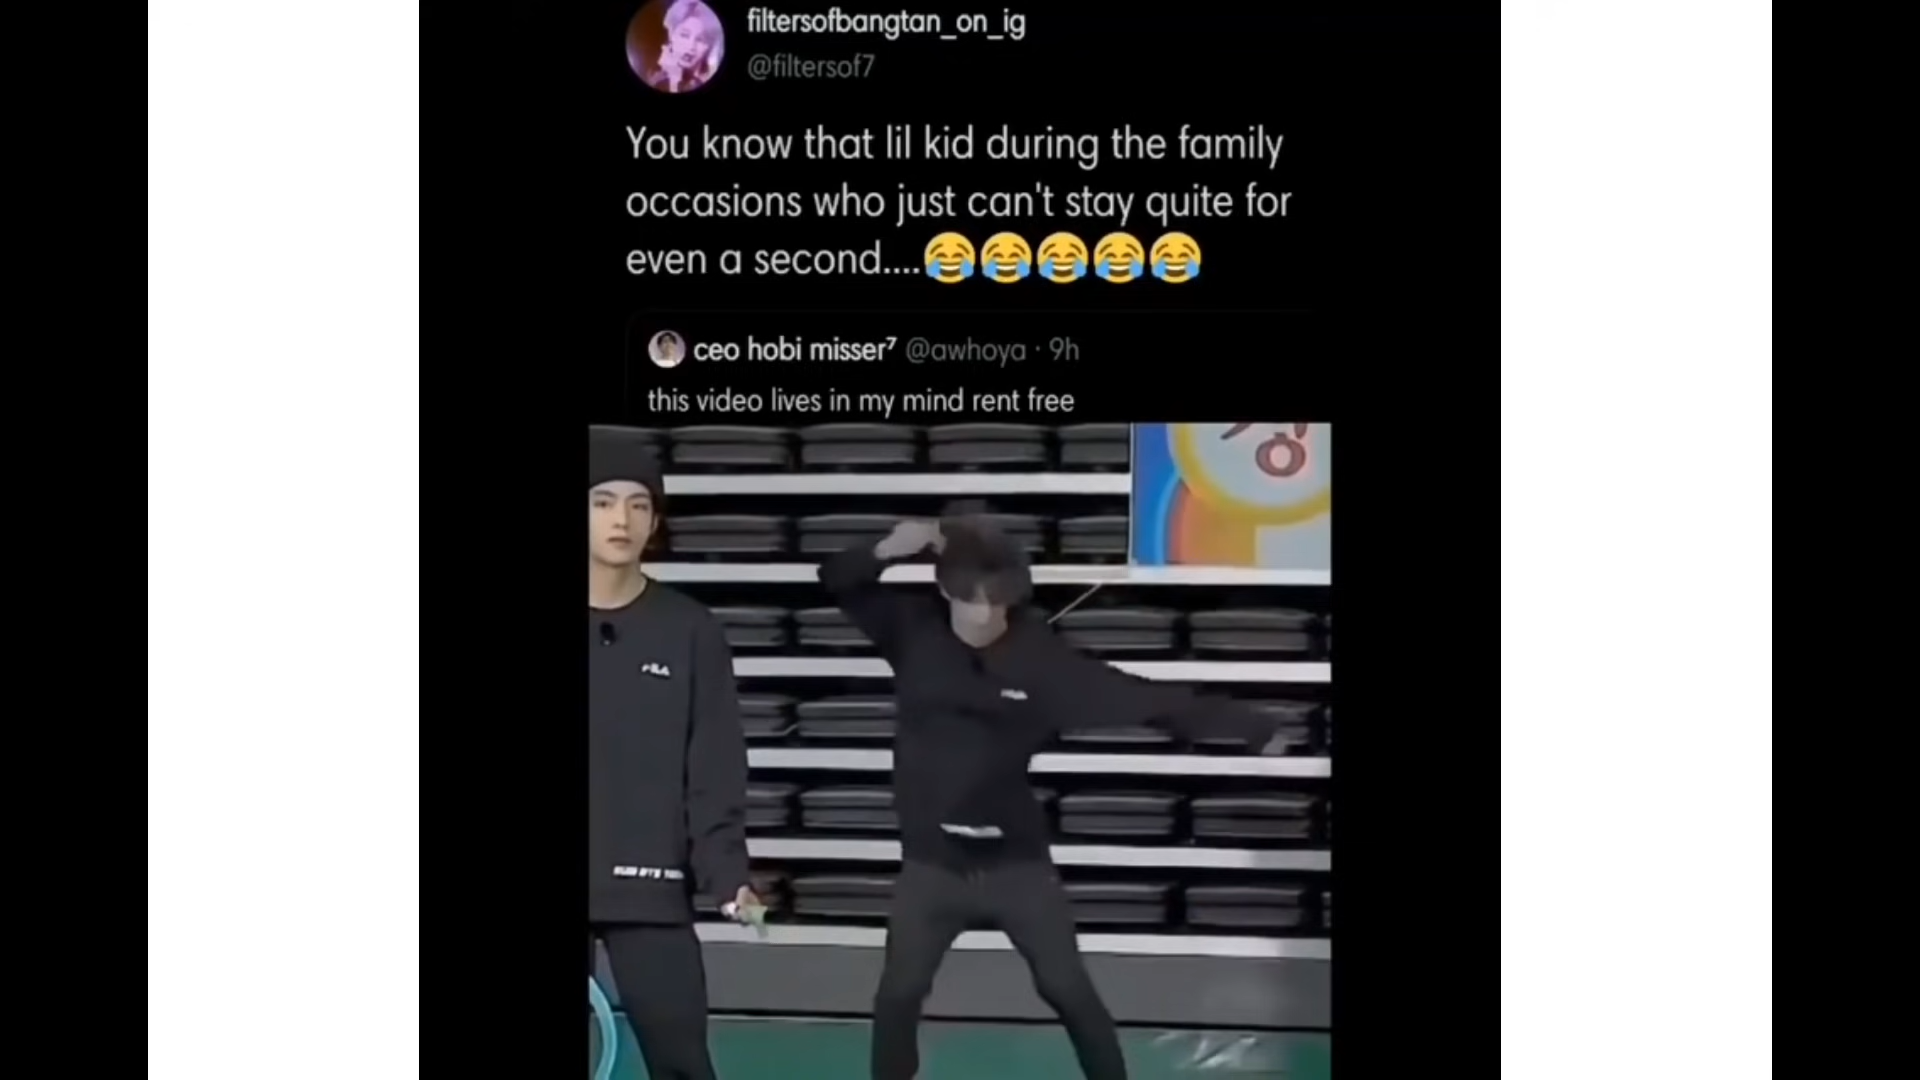 filtersofbangtan_on_ig
@filtersof7
You know that lil kid during the family
occasions who just can't stay quite for
even a second....😂😂😂😂😂
ceo hobi misser⁷ @awhoya · 9h
this video lives in my mind rent free
FILA